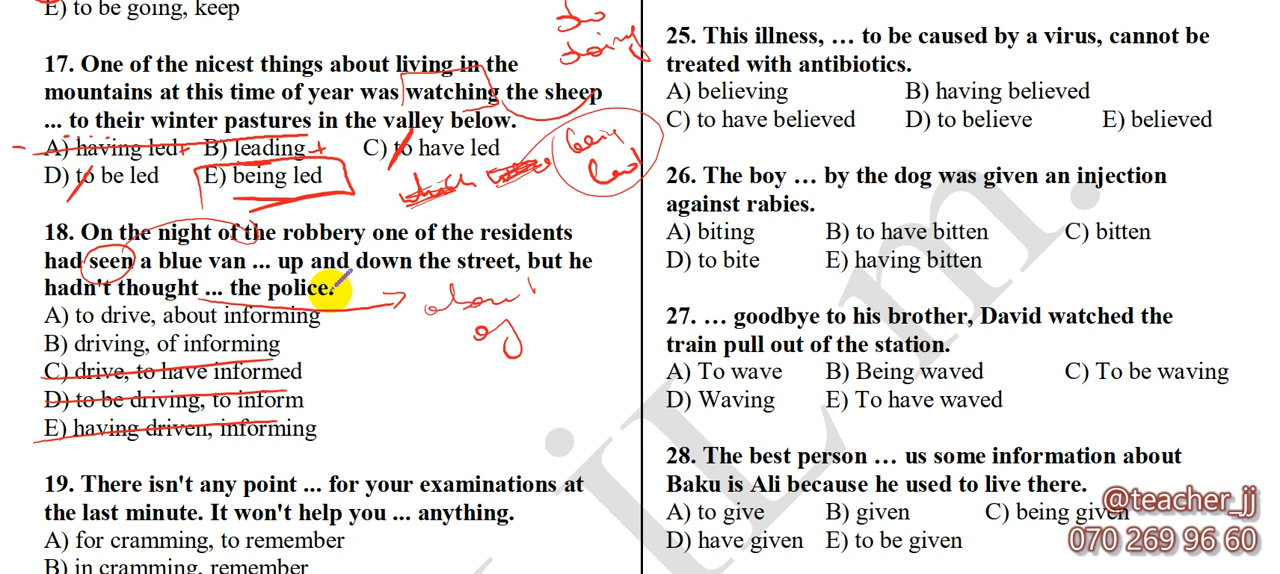 E) to be going, keep
17. One of the nicest things about living in the
mountains at this time of year was watching the sheep
... to their winter pastures in the valley below.
A) having led B) leading C) to have led
D) to be led E) being led
18. On the night of the robbery one of the residents
had seen a blue van ... up and down the street, but he
hadn't thought ... the police.
A) to drive, about informing
B) driving, of informing
C) drive, to have informed
D) to be driving, to inform
E) having driven, informing
19. There isn't any point ... for your examinations at
the last minute. It won't help you ... anything.
A) for cramming, to remember
B) in cramming, remember
do
doing
being
led
which
about
of
25. This illness, … to be caused by a virus, cannot be
treated with antibiotics.
A) believing B) having believed
C) to have believed D) to believe E) believed
26. The boy … by the dog was given an injection
against rabies.
A) biting B) to have bitten C) bitten
D) to bite E) having bitten
27. … goodbye to his brother, David watched the
train pull out of the station.
A) To wave B) Being waved C) To be waving
D) Waving E) To have waved
28. The best person … us some information about
Baku is Ali because he used to live there.
A) to give B) given C) being given
D) have given E) to be given
@teacher_jj
070 269 96 60